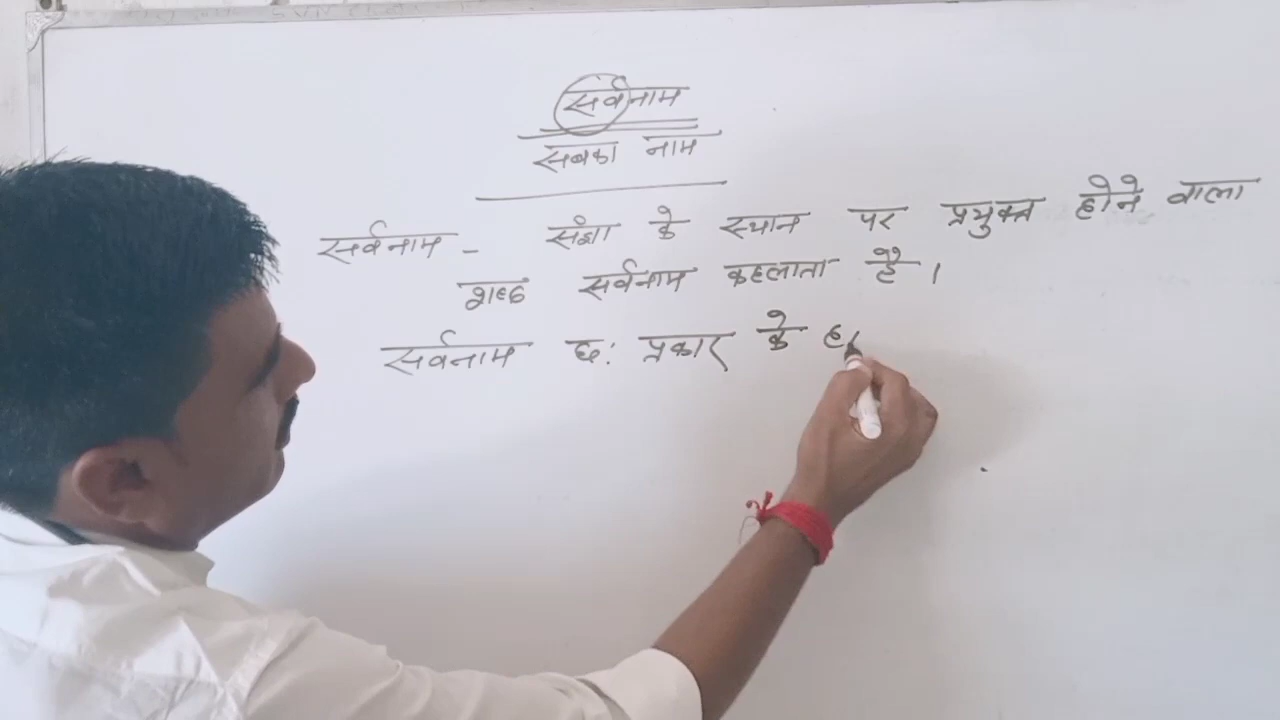 सर्वनाम
सबका नाम
सर्वनाम - संज्ञा के स्थान पर प्रयुक्त होने वाला
शब्द सर्वनाम कहलाता है।
सर्वनाम छ: प्रकार के ह